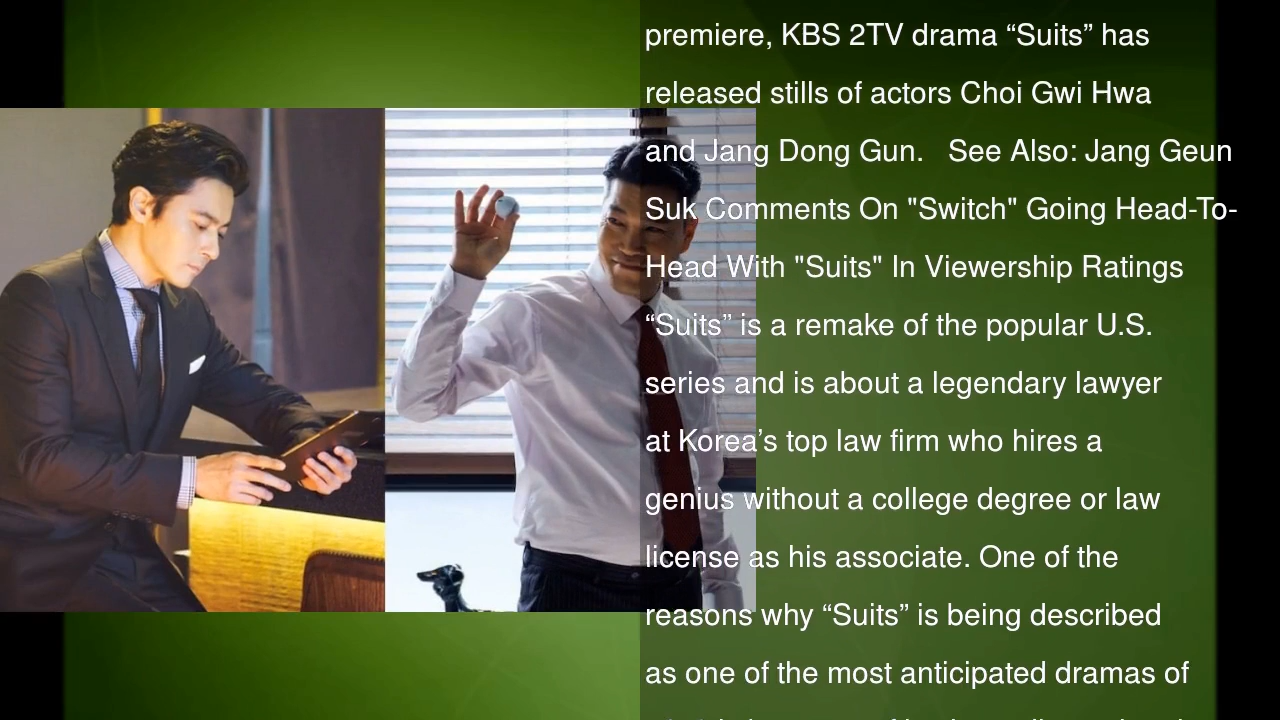 premiere, KBS 2TV drama “Suits” has
released stills of actors Choi Gwi Hwa
and Jang Dong Gun.   See Also: Jang Geun
Suk Comments On "Switch" Going Head-To-
Head With "Suits" In Viewership Ratings
“Suits” is a remake of the popular U.S.
series and is about a legendary lawyer
at Korea’s top law firm who hires a
genius without a college degree or law
license as his associate. One of the
reasons why “Suits” is being described
as one of the most anticipated dramas of